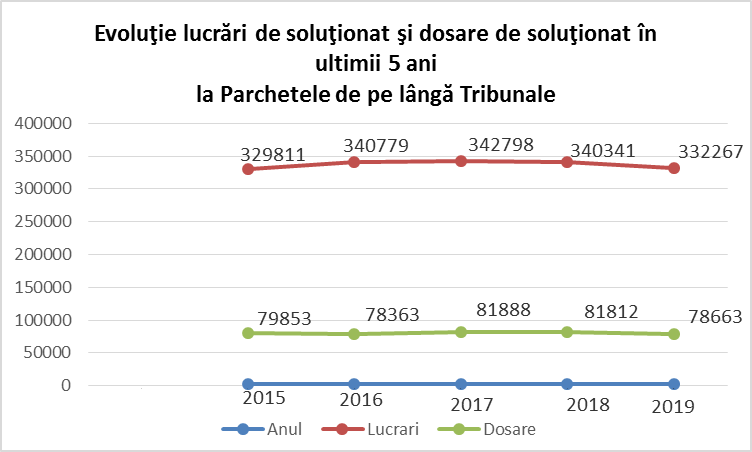 Evoluţie lucrări de soluţionat şi dosare de soluţionat în
ultimii 5 ani
la Parchetele de pe lângă Tribunale
400000
350000
300000
250000
200000
150000
100000
50000
0
329811 340779 342798 340341 332267
79853 78363 81888 81812 78663
2015 2016 2017 2018 2019
Anul Lucrari Dosare